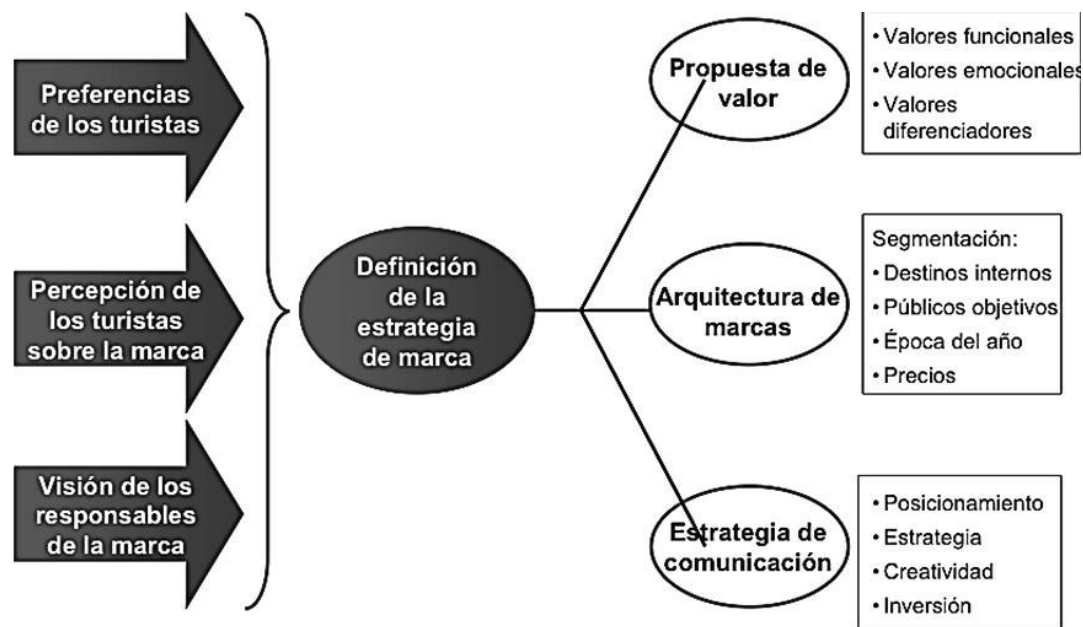 Preferencias
de los turistas
Percepción de
los turistas
sobre la marca
Visión de los
responsables
de la marca
Definición
de la
estrategia
de marca
Propuesta de
valor
• Valores funcionales
• Valores emocionales
• Valores
diferenciadores
Arquitectura de
marcas
Segmentación:
• Destinos internos
• Públicos objetivos
• Época del año
• Precios
Estrategia de
comunicación
• Posicionamiento
• Estrategia
• Creatividad
• Inversión